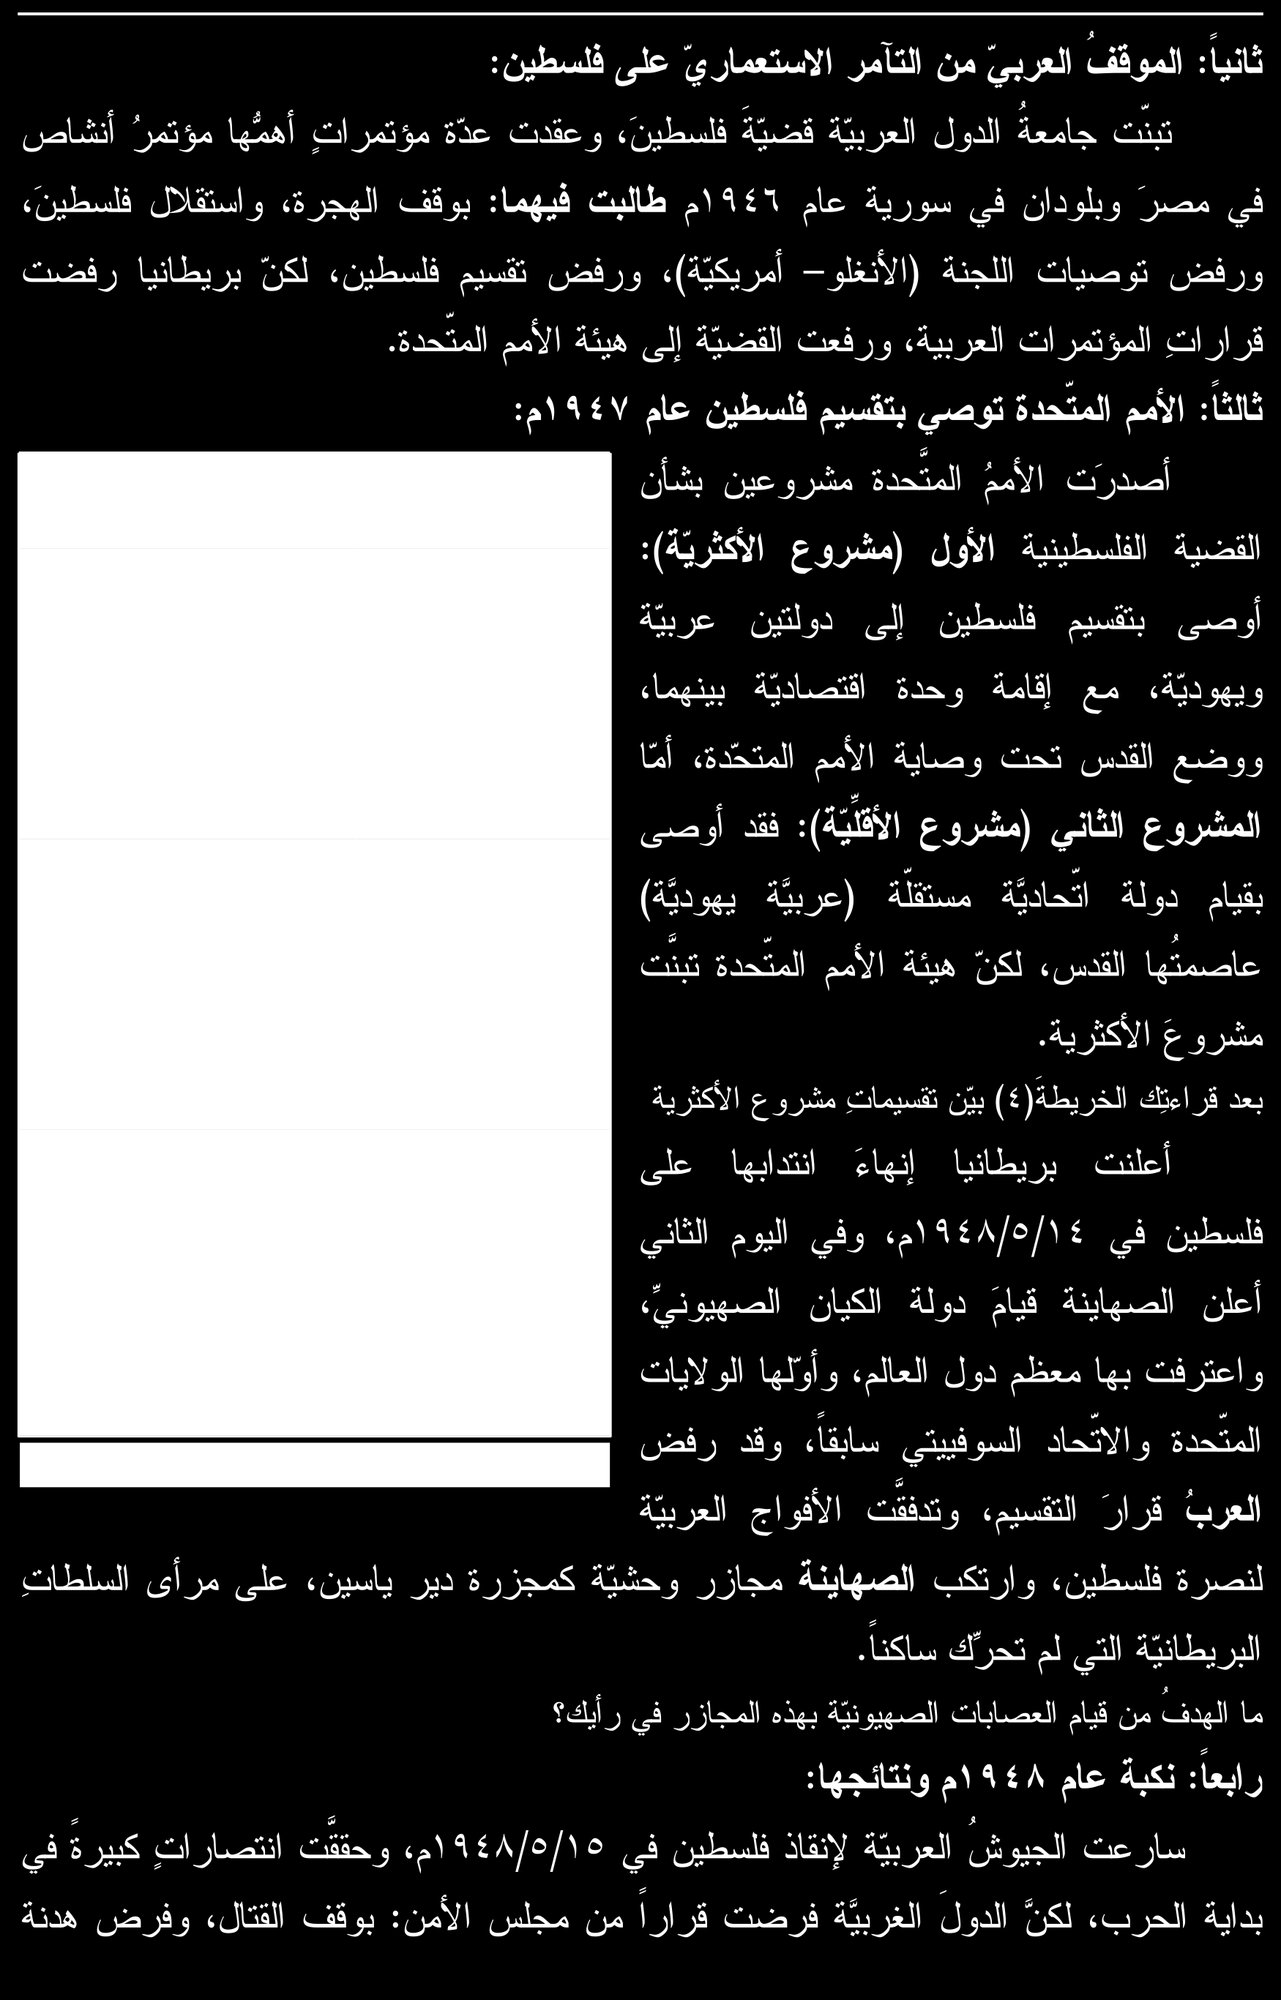 ثانياً: الموقفُ العربيّ من التآمر الاستعماريّ على فلسطين:
تبنّت جامعةُ الدول العربيّة قضيّةَ فلسطينَ، وعقدت عدّة مؤتمراتٍ أهمُّها مؤتمرُ أنشاص
في مصرَ وبلودان في سورية عام ١٩٤٦م طالبت فيهما: بوقف الهجرة، واستقلال فلسطينَ،
ورفض توصيات اللجنة (الأنغلو– أمريكيّة)، ورفض تقسيم فلسطين، لكنّ بريطانيا رفضت
قراراتِ المؤتمرات العربية، ورفعت القضيّة إلى هيئة الأمم المتّحدة.
ثالثاً: الأمم المتّحدة توصي بتقسيم فلسطين عام ١٩٤٧م:
أصدرَت الأممُ المتَّحدة مشروعين بشأن
القضية الفلسطينية الأول (مشروع الأكثريّة):
أوصى بتقسيم فلسطين إلى دولتين عربيّة
ويهوديّة، مع إقامة وحدة اقتصاديّة بينهما،
ووضع القدس تحت وصاية الأمم المتحّدة، أمّا
المشروع الثاني (مشروع الأقلِّيّة): فقد أوصى
بقيام دولة اتّحاديَّة مستقلّة (عربيَّة يهوديَّة)
عاصمتُها القدس، لكنّ هيئة الأمم المتّحدة تبنَّت
مشروعَ الأكثرية.
بعد قراءتِك الخريطةَ(٤) بيّن تقسيماتِ مشروع الأكثرية
أعلنت بريطانيا إنهاءَ انتدابها على
فلسطين في ١٩٤٨/٥/١٤م، وفي اليوم الثاني
أعلن الصهاينة قيامَ دولة الكيان الصهيونيِّ،
واعترفت بها معظم دول العالم، وأوّلها الولايات
المتّحدة والاتّحاد السوفييتي سابقاً، وقد رفض
العربُ قرارَ التقسيم، وتدفقَّت الأفواج العربيّة
لنصرة فلسطين، وارتكب الصهاينة مجازر وحشيّة كمجزرة دير ياسين، على مرأى السلطاتِ
البريطانيّة التي لم تحرِّك ساكناً.
ما الهدفُ من قيام العصابات الصهيونيّة بهذه المجازر في رأيك؟
رابعاً: نكبة عام ١٩٤٨م ونتائجها:
سارعت الجيوشُ العربيّة لإنقاذ فلسطين في ١٩٤٨/٥/١٥م، وحققَّت انتصاراتٍ كبيرةً في
بداية الحرب، لكنَّ الدولَ الغربيَّة فرضت قراراً من مجلس الأمن: بوقف القتال، وفرض هدنة